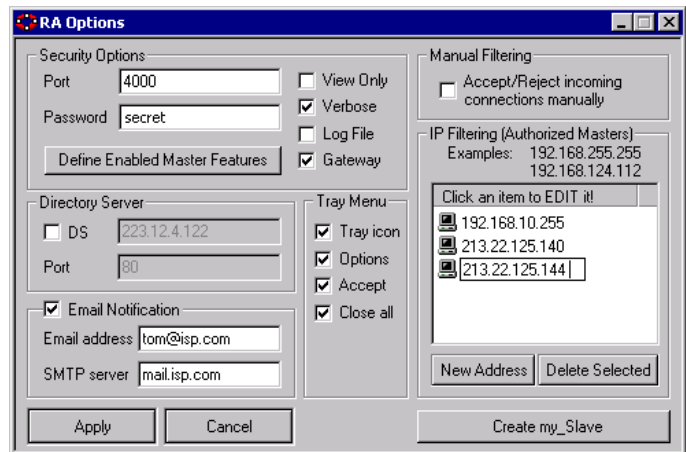 RA Options
Security Options
Port 4000
Password secret
Define Enabled Master Features
View Only
Verbose
Log File
Gateway
Directory Server
DS 223.12.4.122
Port 80
Email Notification
Email address tom@isp.com
SMTP server mail.isp.com
Tray Menu
Tray icon
Options
Accept
Close all
Manual Filtering
Accept/Reject incoming
connections manually
IP Filtering (Authorized Masters)
Examples: 192.168.255.255
192.168.124.112
Click an item to EDIT it!
192.168.10.255
213.22.125.140
213.22.125.144
New Address
Delete Selected
Apply
Cancel
Create my_Slave